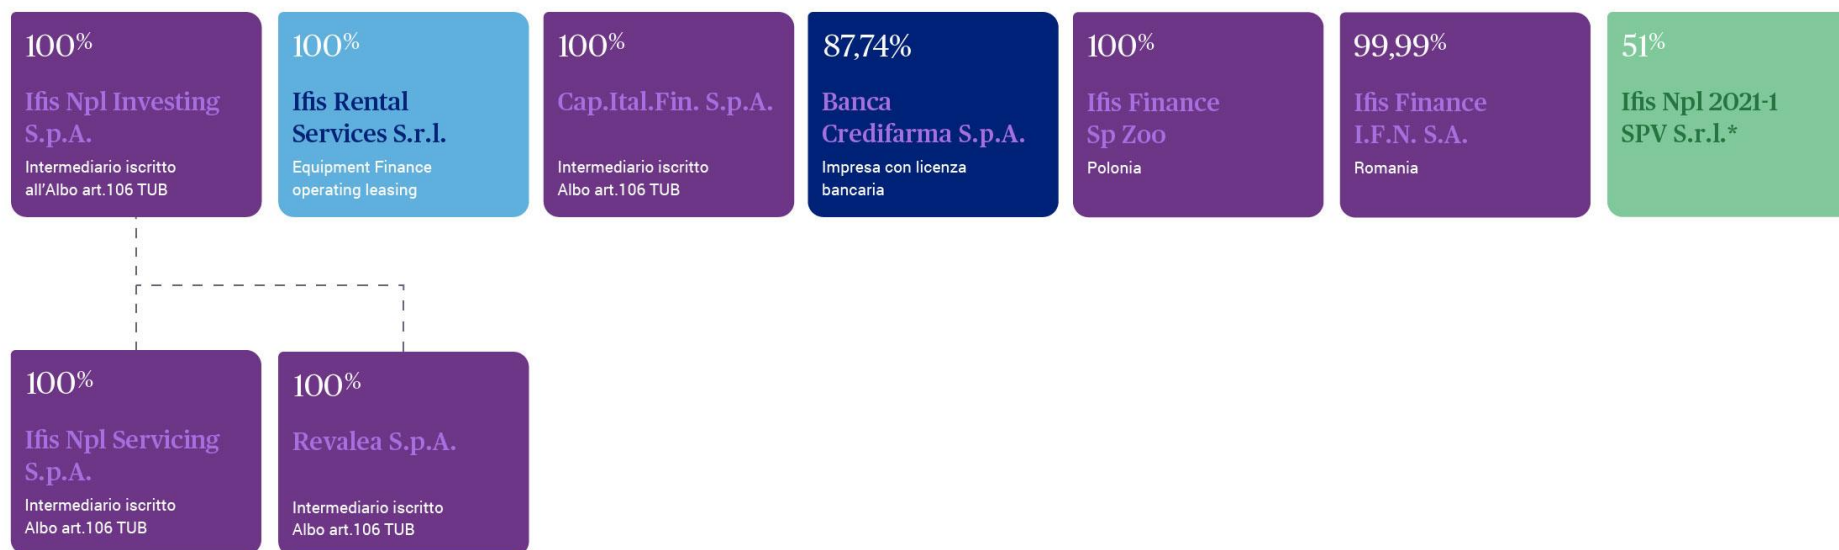 100%
Ifis Npl Investing
S.p.A.
Intermediario iscritto
all'Albo art.106 TUB
100%
Ifis Rental
Services S.r.l.
Equipment Finance
operating leasing
100%
Cap.Ital.Fin. S.p.A.
Intermediario iscritto
Albo art.106 TUB
87,74%
Banca
Credifarma S.p.A.
Impresa con licenza
bancaria
100%
Ifis Finance
Sp Zoo
Polonia
99,99%
Ifis Finance
I.F.N. S.A.
Romania
51%
Ifis Npl 2021-1
SPV S.r.l.*
100%
Ifis Npl Servicing
S.p.A.
Intermediario iscritto
Albo art.106 TUB
100%
Revalea S.p.A.
Intermediario iscritto
Albo art.106 TUB